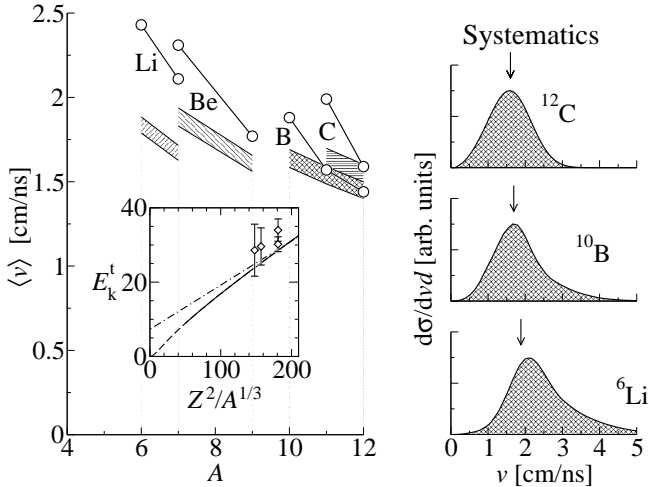 2.5
2
1.5
1
0.5
0
⟨v⟩ [cm/ns]
4
6
8
10
12
A
Li
Be
B
C
40
20
0
E_k^t
0
100
200
Z^2/A^{1/3}
Systematics
^{12}C
^{10}B
^6Li
dσ/dvd [arb. units]
0
1
2
3
4
5
v [cm/ns]